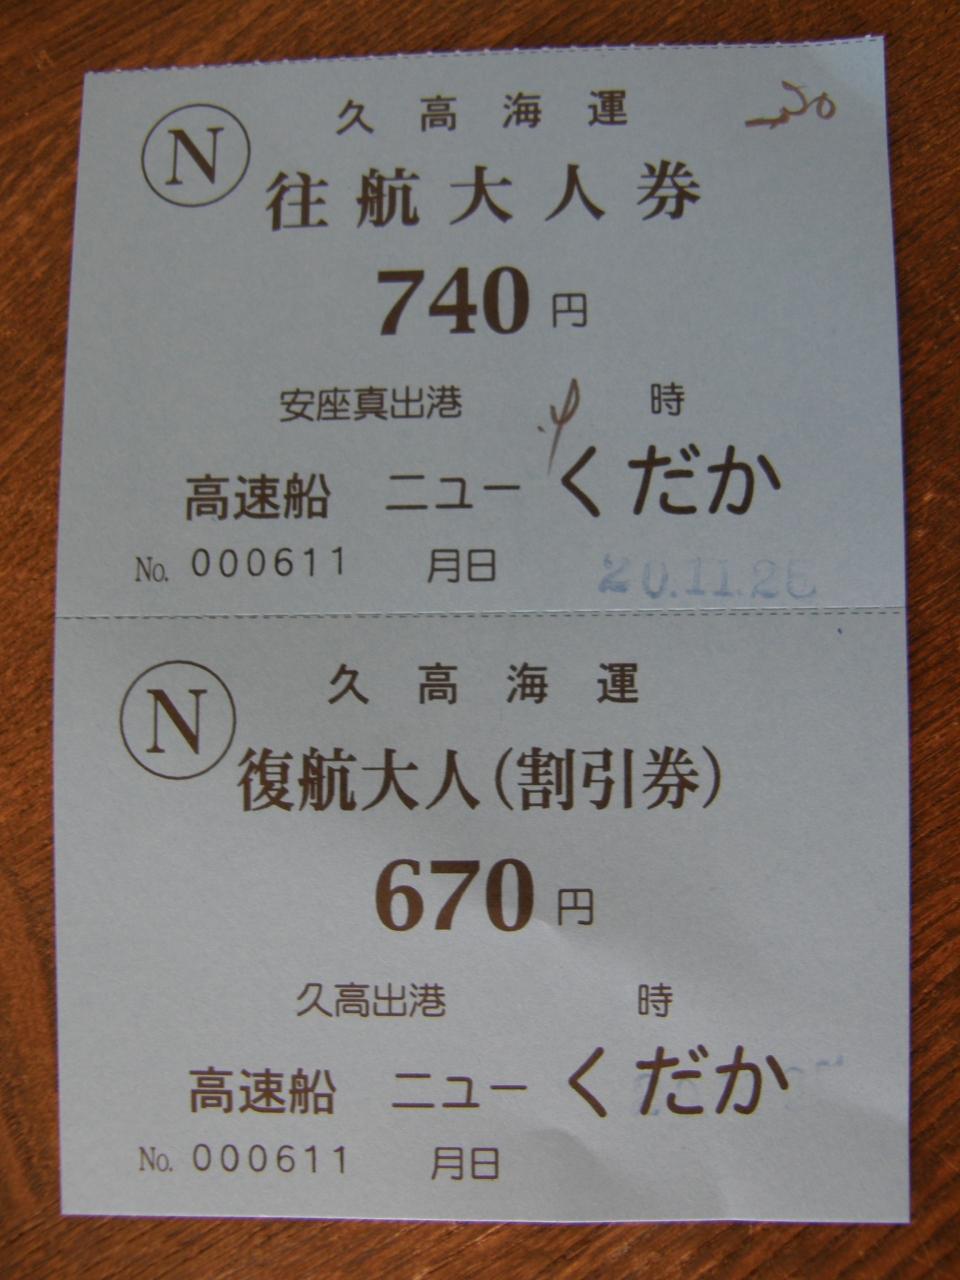 N
久高海運
往航大人券
740円
安座真出港 時
高速船 ニューくだか
No. 000611 月日
久高海運
N
復航大人(割引券)
670円
久高出港 時
高速船 ニューくだか
No. 000611 月日